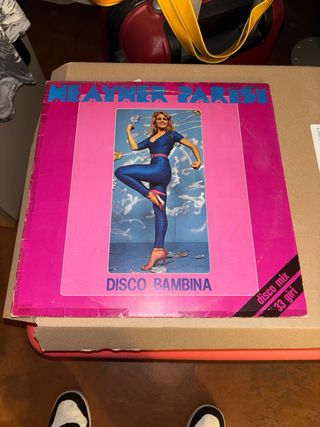 HEATHER PARISI
DISCO BAMBINA
disco mix
33 giri